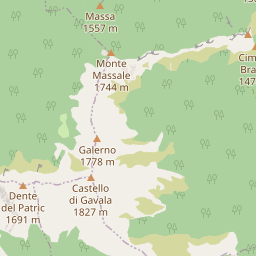 Massa
1557 m
Monte
Massale
1744 m
Cim
Bra
147
Galerno
1778 m
Castello
di Gavala
1827 m
Dente
del Patric
1691 m